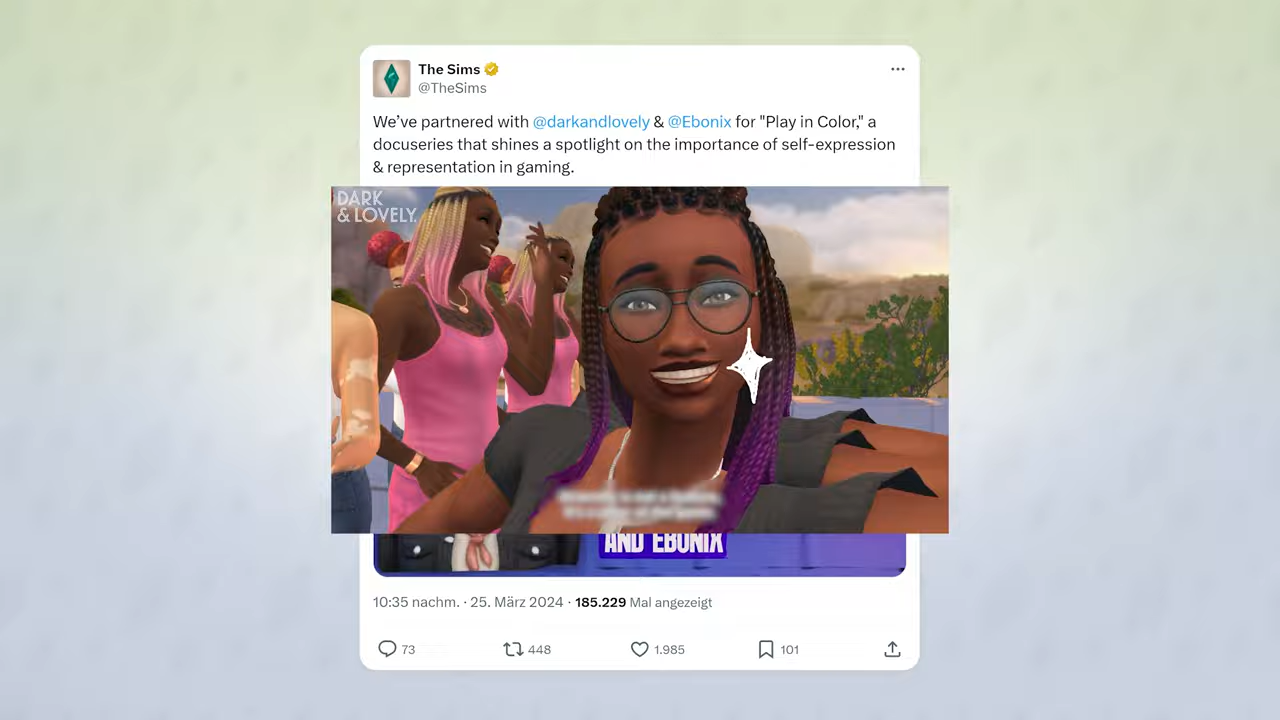 The Sims
@TheSims
We’ve partnered with @darkandlovely & @Ebonix for "Play in Color," a
docuseries that shines a spotlight on the importance of self-expression
& representation in gaming.
DARK
& LOVELY.
AND EBONIX
10:35 nachm. · 25. März 2024 · 185.229 Mal angezeigt
73 448 1.985 101